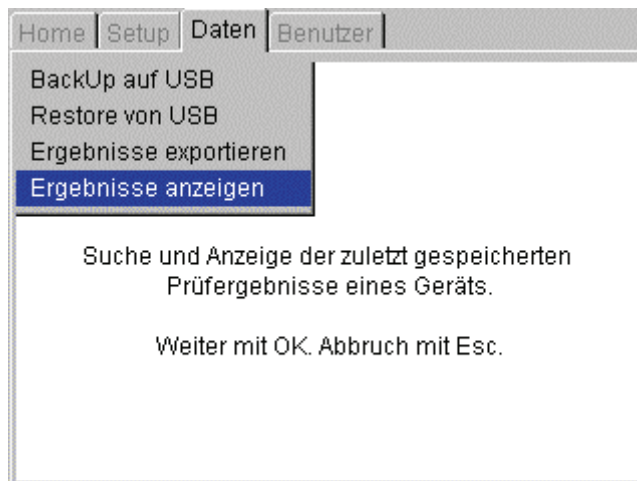 Home Setup Daten Benutzer
BackUp auf USB
Restore von USB
Ergebnisse exportieren
Ergebnisse anzeigen
Suche und Anzeige der zuletzt gespeicherten
Prüfergebnisse eines Geräts.
Weiter mit OK. Abbruch mit Esc.